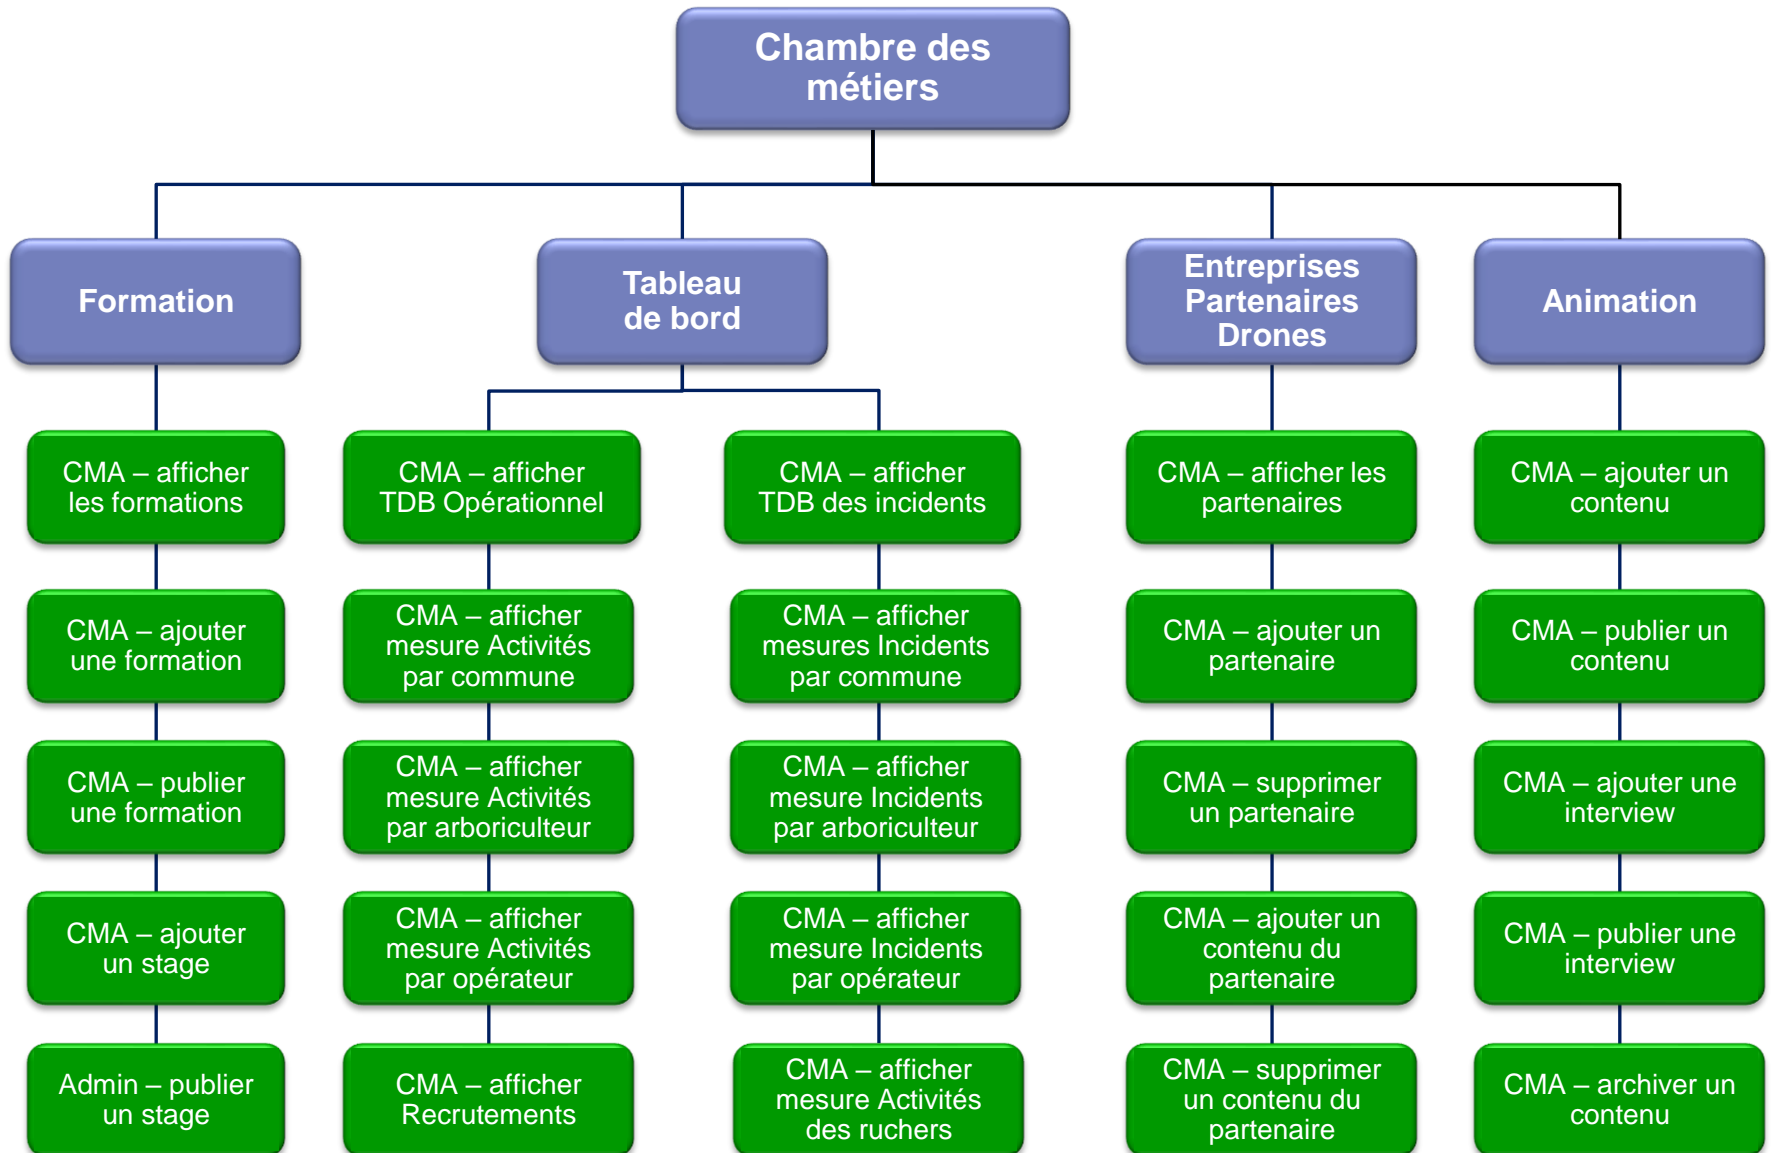 Chambre des
métiers
Formation
Tableau
de bord
Entreprises
Partenaires
Drones
Animation
CMA – afficher
les formations
CMA – afficher
TDB Opérationnel
CMA – afficher
TDB des incidents
CMA – afficher les
partenaires
CMA – ajouter un
contenu
CMA – ajouter
une formation
CMA – afficher
mesure Activités
par commune
CMA – afficher
mesures Incidents
par commune
CMA – ajouter un
partenaire
CMA – publier un
contenu
CMA – publier
une formation
CMA – afficher
mesure Activités
par arboriculteur
CMA – afficher
mesure Incidents
par arboriculteur
CMA – supprimer
un partenaire
CMA – ajouter une
interview
CMA – ajouter
un stage
CMA – afficher
mesure Activités
par opérateur
CMA – afficher
mesure Incidents
par opérateur
CMA – ajouter un
contenu du
partenaire
CMA – publier une
interview
Admin – publier
un stage
CMA – afficher
Recrutements
CMA – afficher
mesure Activités
des ruchers
CMA – supprimer
un contenu du
partenaire
CMA – archiver un
contenu